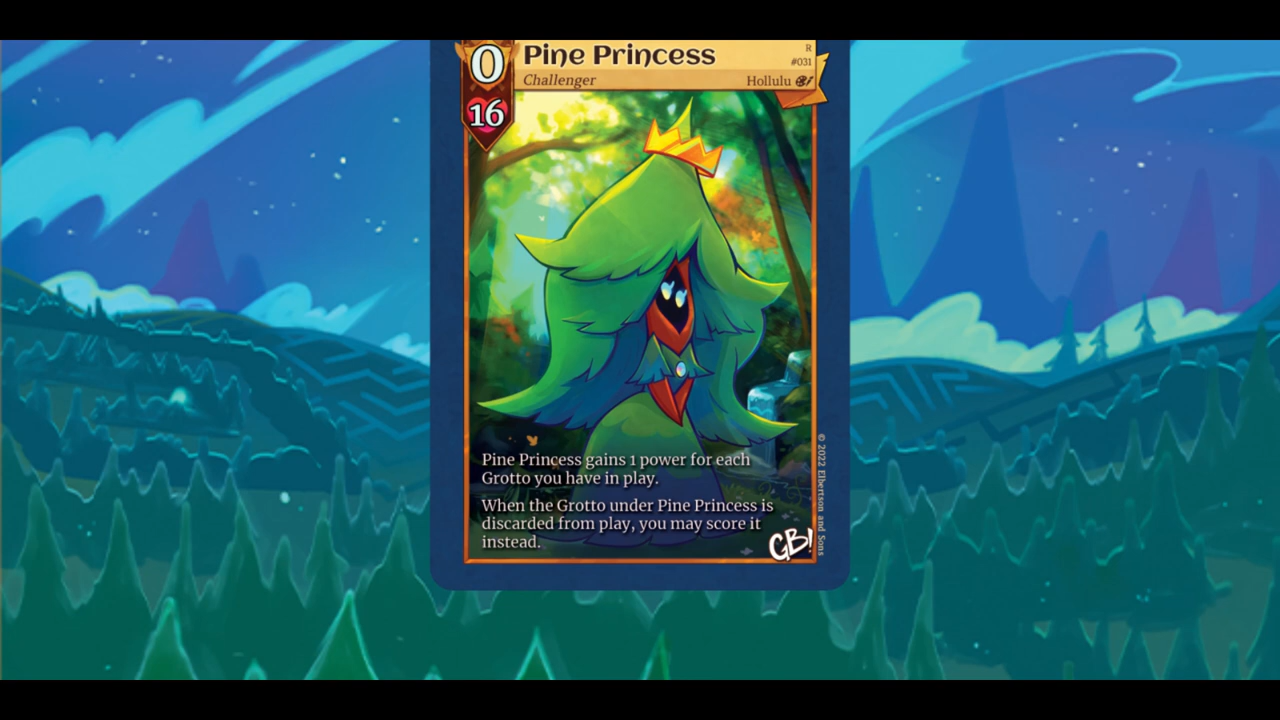 0
Pine Princess
R
#031
Challenger
Hollulu
16
Pine Princess gains 1 power for each
Grotto you have in play.
When the Grotto under Pine Princess is
discarded from play, you may score it
instead.
GB!
© 2022 Elbertson and Sons